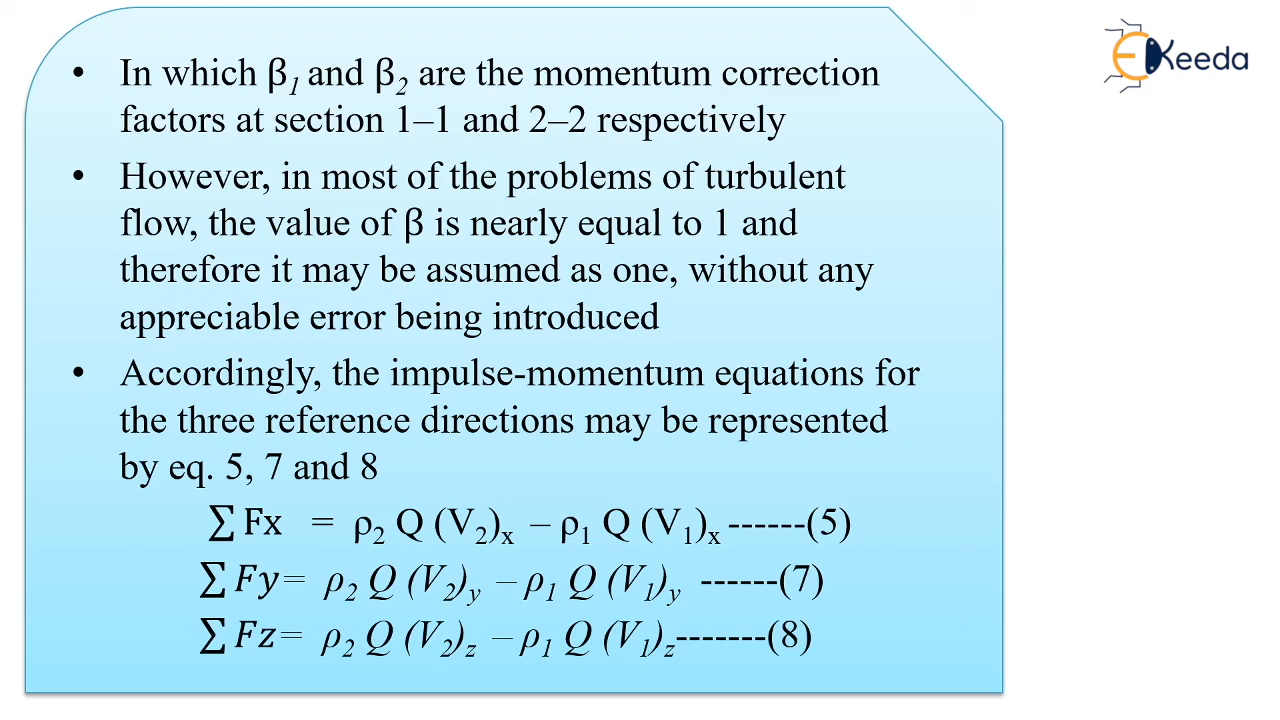 • In which β₁ and β₂ are the momentum correction
factors at section 1–1 and 2–2 respectively
• However, in most of the problems of turbulent
flow, the value of β is nearly equal to 1 and
therefore it may be assumed as one, without any
appreciable error being introduced
• Accordingly, the impulse-momentum equations for
the three reference directions may be represented
by eq. 5, 7 and 8
∑ Fx = ρ₂ Q (V₂)ₓ – ρ₁ Q (V₁)ₓ ------(5)
∑ Fy= ρ₂ Q (V₂)y – ρ₁ Q (V₁)y ------(7)
∑ Fz= ρ₂ Q (V₂)z – ρ₁ Q (V₁)z-------(8)
EKeeda